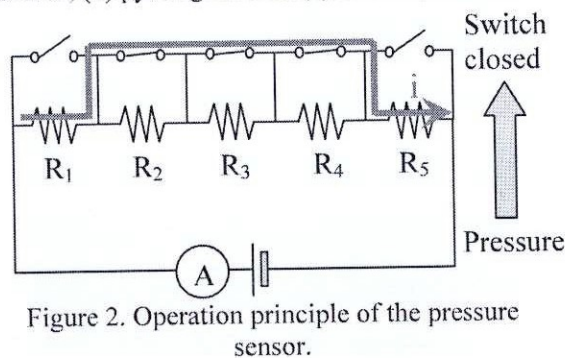 Switch
closed
i
R₁ R₂ R₃ R₄ R₅
Pressure
A
Figure 2. Operation principle of the pressure
sensor.